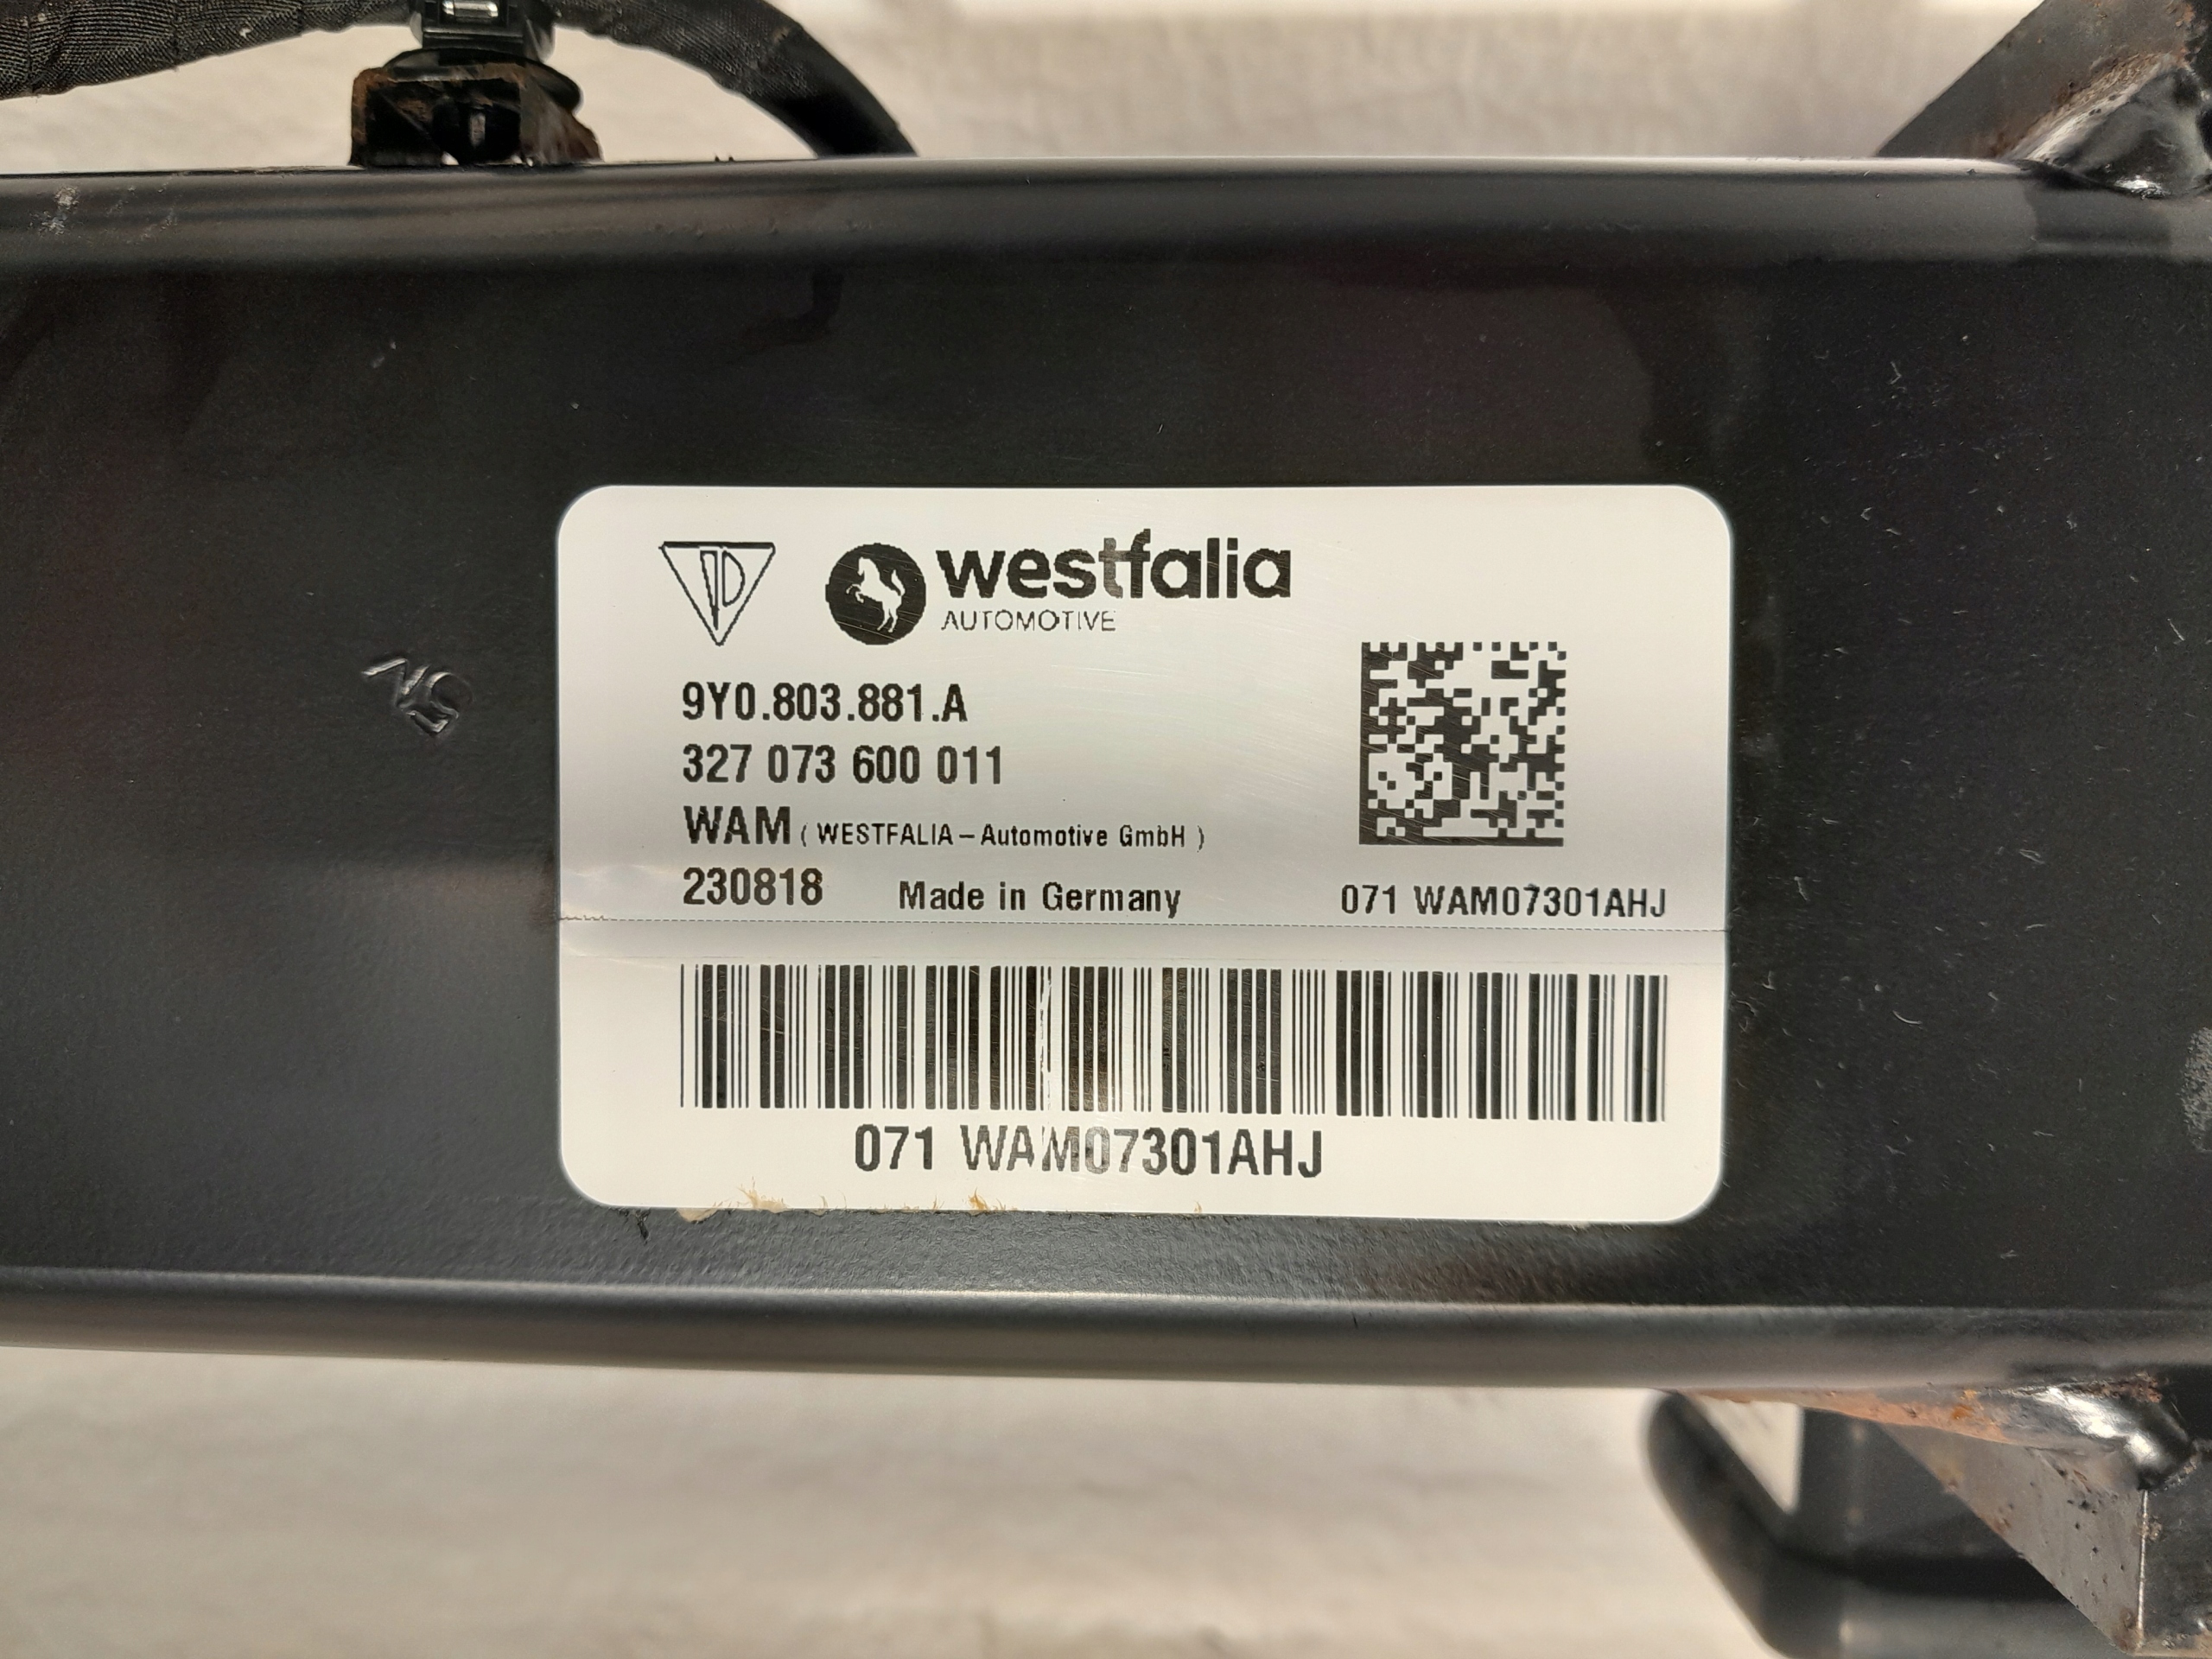 westfalia
AUTOMOTIVE
9Y0.803.881.A
327 073 600 011
WAM ( WESTFALIA – Automotive GmbH )
230818 Made in Germany
071 WAM07301AHJ
071 WAM07301AHJ